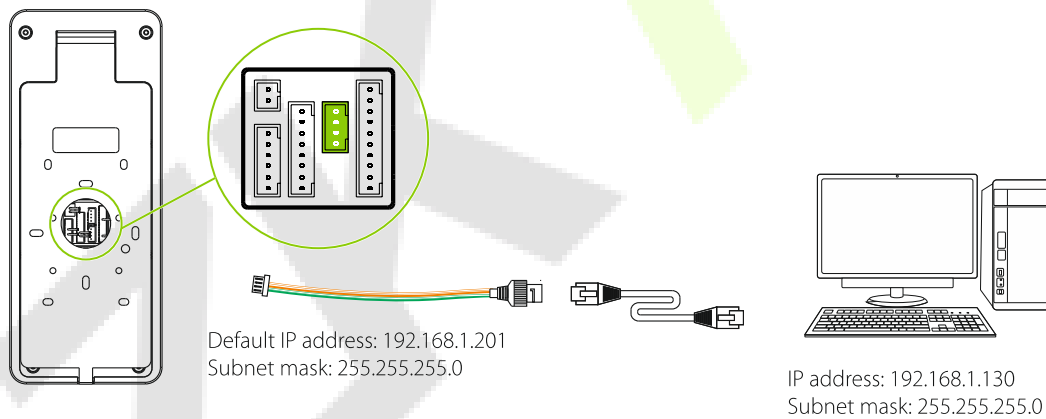 Default IP address: 192.168.1.201
Subnet mask: 255.255.255.0
IP address: 192.168.1.130
Subnet mask: 255.255.255.0